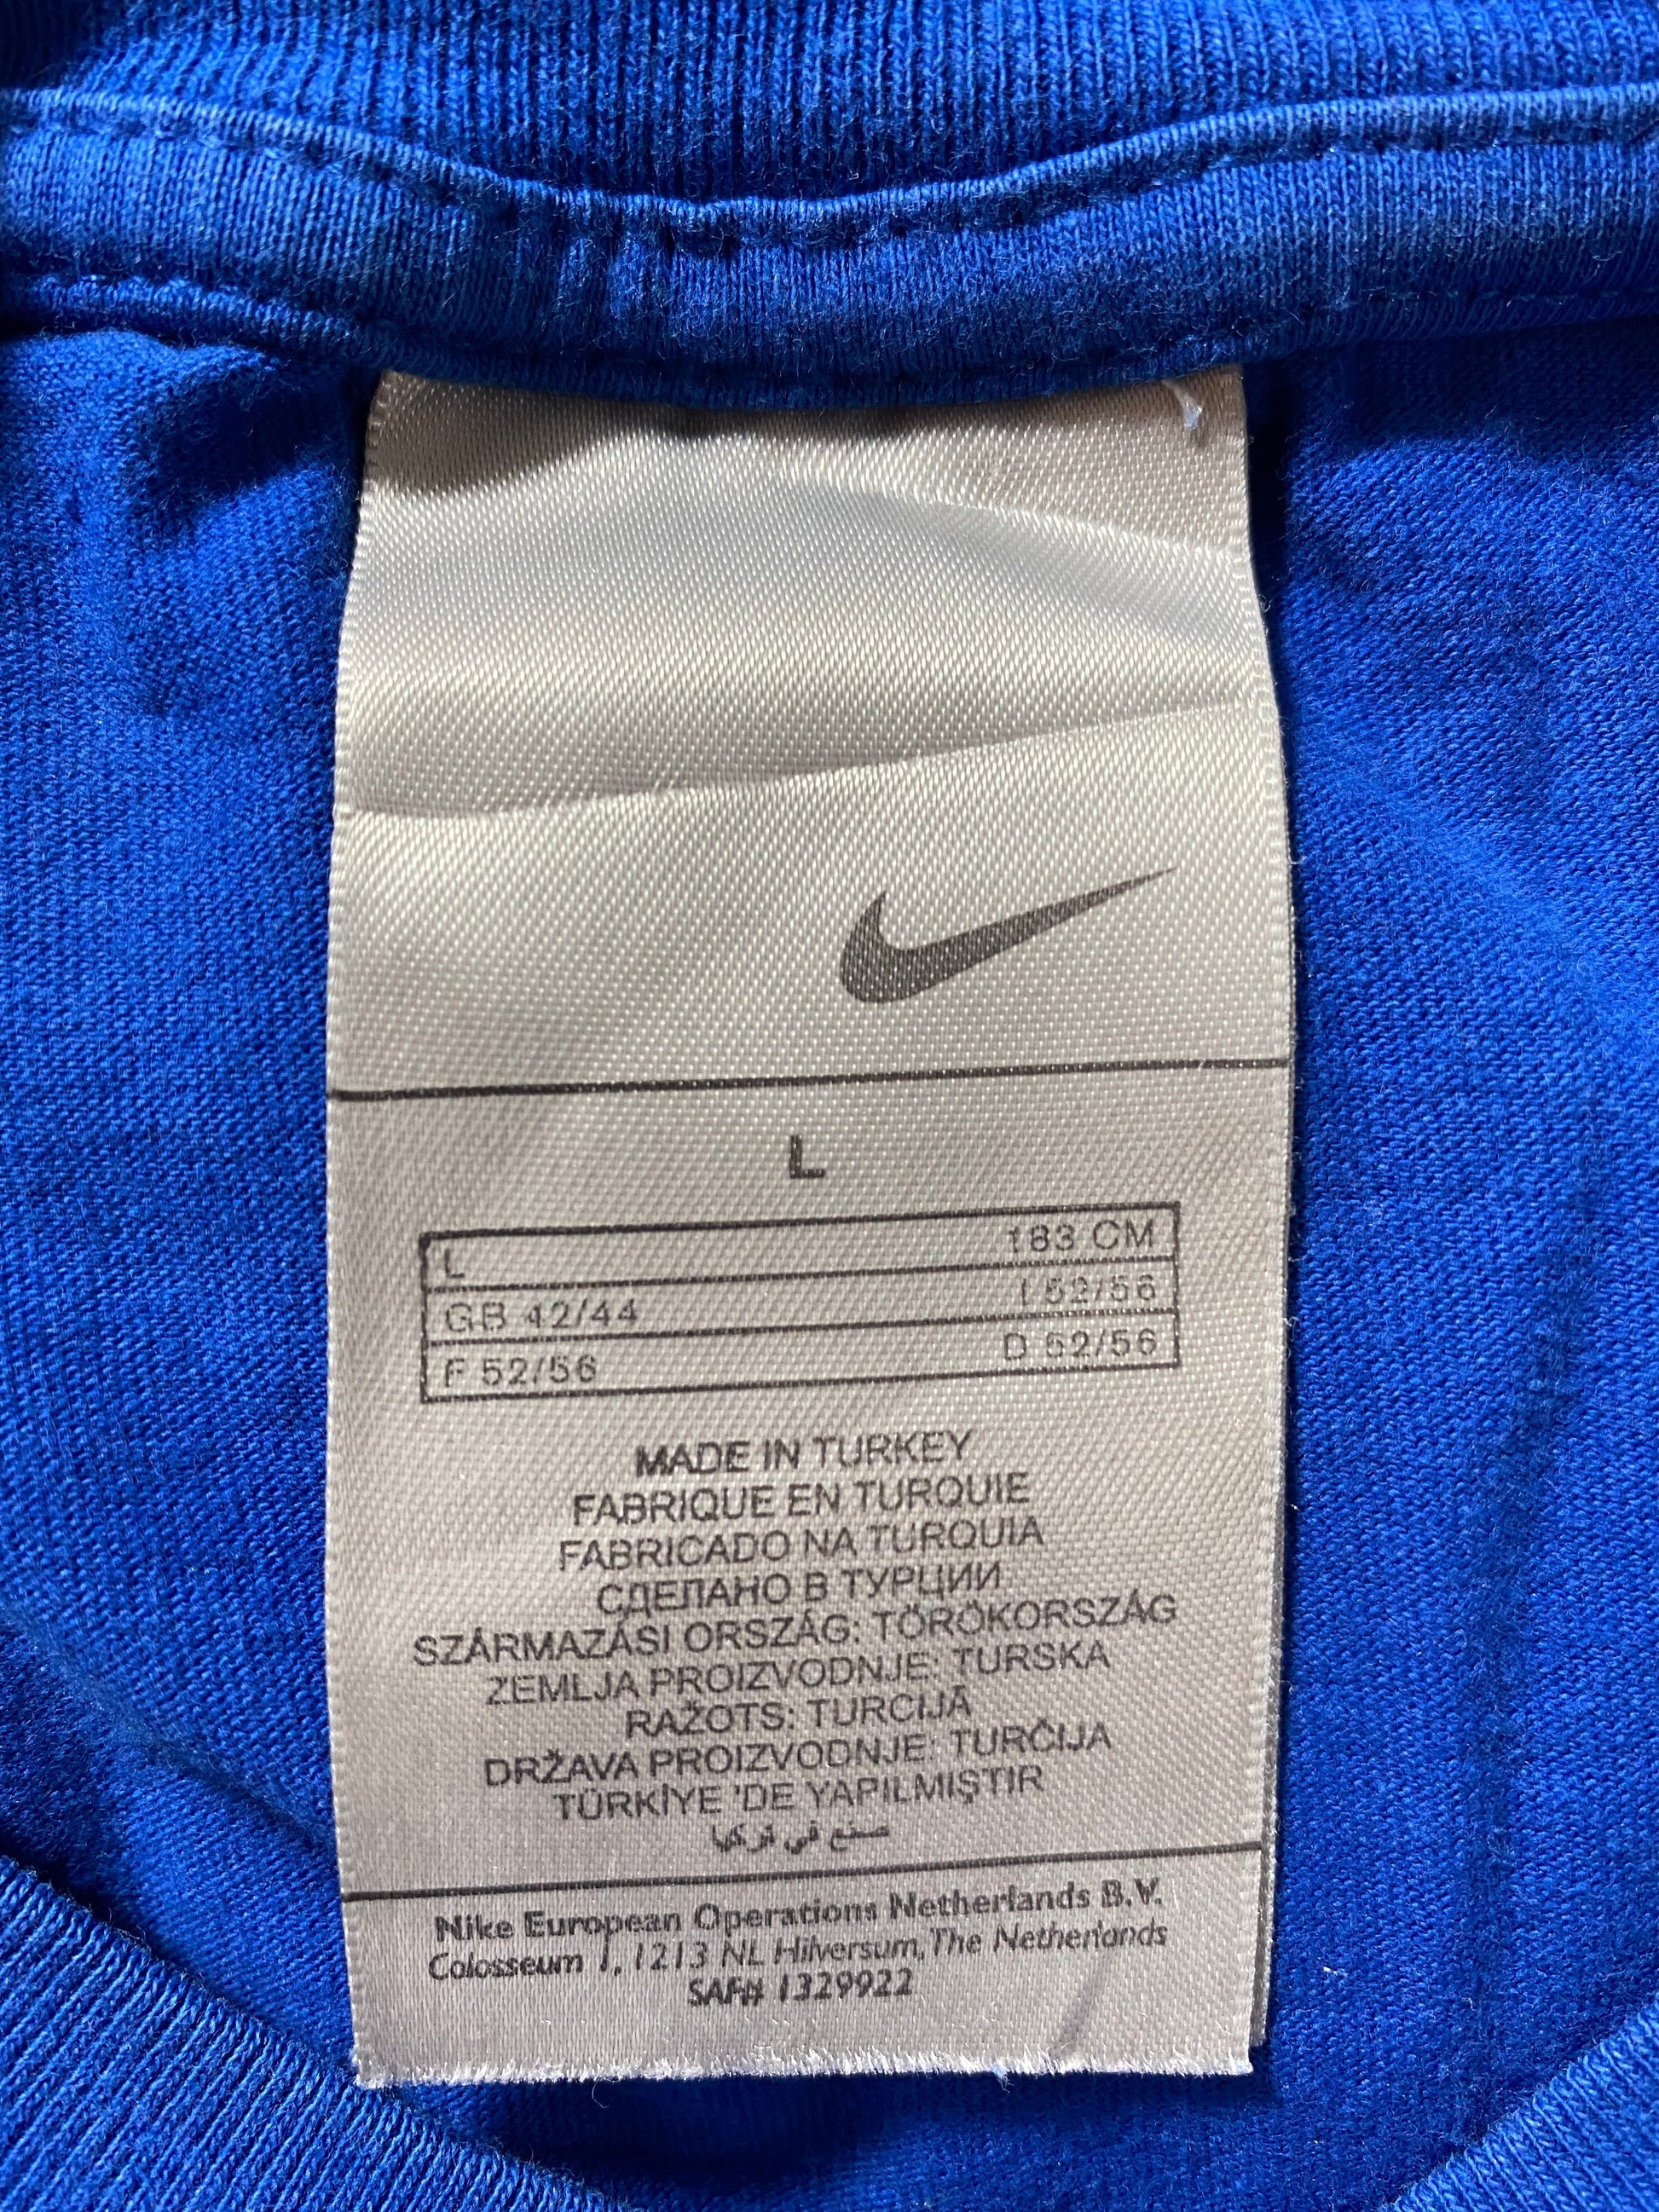 L
L 183 CM
GB 42/44 I 52/56
F 52/56 D 52/56
MADE IN TURKEY
FABRIQUE EN TURQUIE
FABRICADO NA TURQUIA
СДЕЛАНО В ТУРЦИИ
SZÁRMAZÁSI ORSZÁG: TÖRÖKORSZÁG
ZEMLJA PROIZVODNJE: TURSKA
RAŽOTS: TURCIJĀ
DRŽAVA PROIZVODNJE: TURČIJA
TÜRKİYE 'DE YAPILMIŞTIR
صنع في تركيا
Nike European Operations Netherlands B.V.
Colosseum 1, 1213 NL Hilversum, The Netherlands
SAF# 1329922